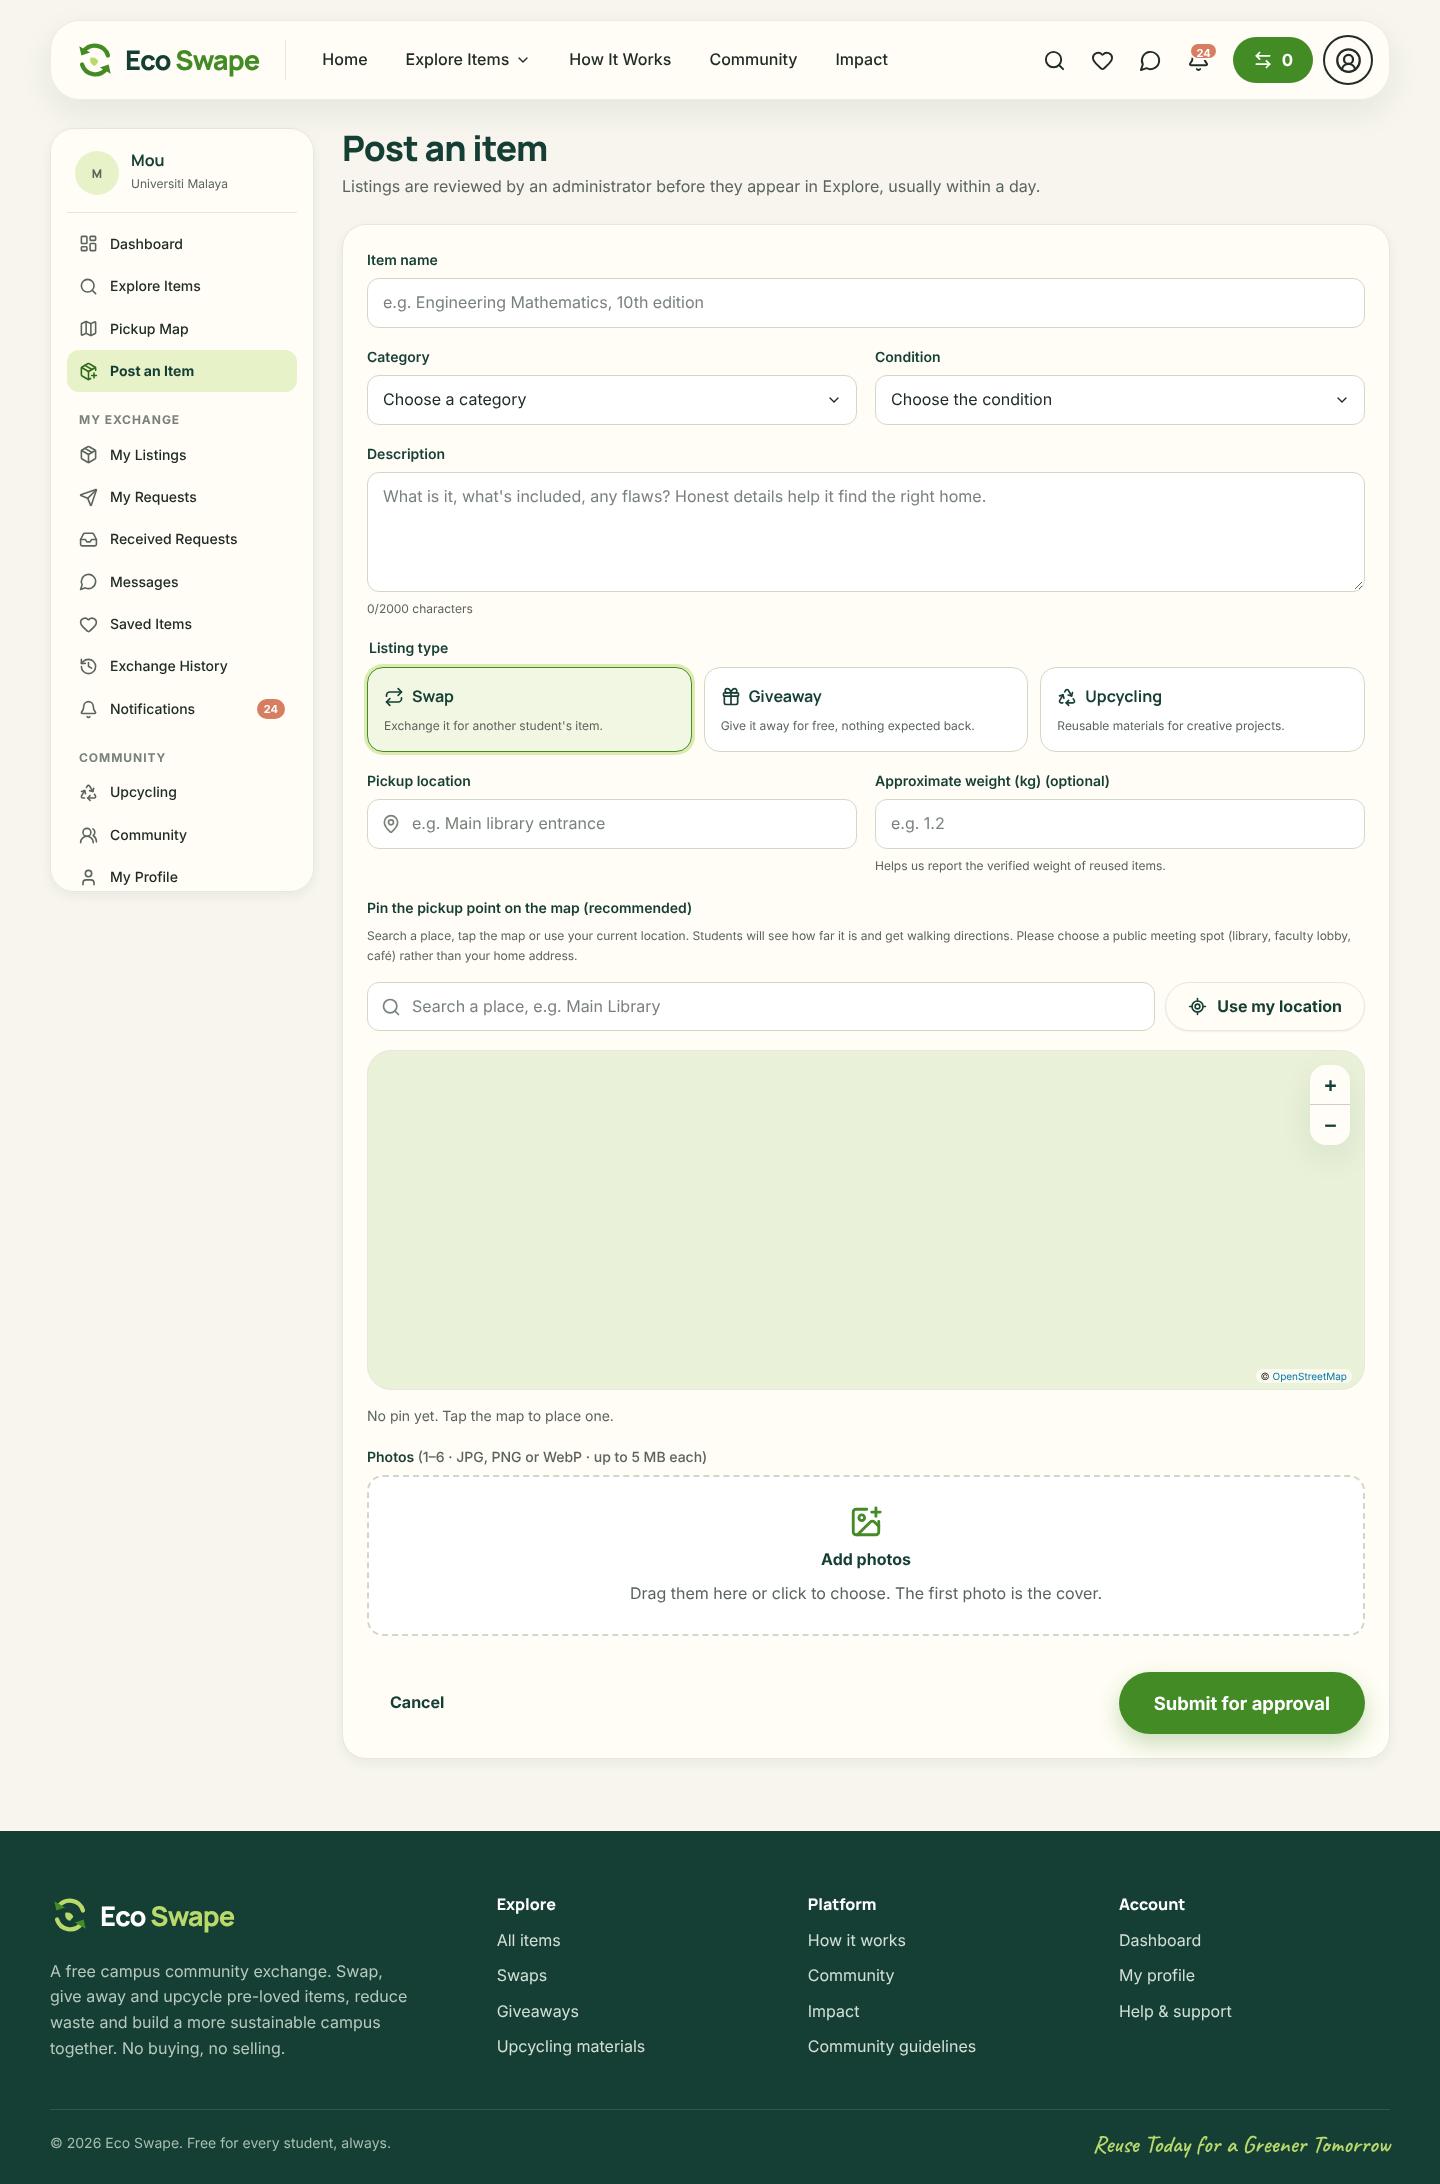 Eco Swape
Home
Explore Items
How It Works
Community
Impact
24
0
M
Mou
Universiti Malaya
Dashboard
Explore Items
Pickup Map
Post an Item
MY EXCHANGE
My Listings
My Requests
Received Requests
Messages
Saved Items
Exchange History
Notifications 24
COMMUNITY
Upcycling
Community
My Profile
Post an item
Listings are reviewed by an administrator before they appear in Explore, usually within a day.
Item name
e.g. Engineering Mathematics, 10th edition
Category
Choose a category
Condition
Choose the condition
Description
What is it, what's included, any flaws? Honest details help it find the right home.
0/2000 characters
Listing type
Swap
Exchange it for another student's item.
Giveaway
Give it away for free, nothing expected back.
Upcycling
Reusable materials for creative projects.
Pickup location
e.g. Main library entrance
Approximate weight (kg) (optional)
e.g. 1.2
Helps us report the verified weight of reused items.
Pin the pickup point on the map (recommended)
Search a place, tap the map or use your current location. Students will see how far it is and get walking directions. Please choose a public meeting spot (library, faculty lobby,
café) rather than your home address.
Search a place, e.g. Main Library
Use my location
+
−
© OpenStreetMap
No pin yet. Tap the map to place one.
Photos (1–6 · JPG, PNG or WebP · up to 5 MB each)
Add photos
Drag them here or click to choose. The first photo is the cover.
Cancel
Submit for approval
Eco Swape
A free campus community exchange. Swap,
give away and upcycle pre-loved items, reduce
waste and build a more sustainable campus
together. No buying, no selling.
Explore
All items
Swaps
Giveaways
Upcycling materials
Platform
How it works
Community
Impact
Community guidelines
Account
Dashboard
My profile
Help & support
© 2026 Eco Swape. Free for every student, always.
Reuse Today for a Greener Tomorrow